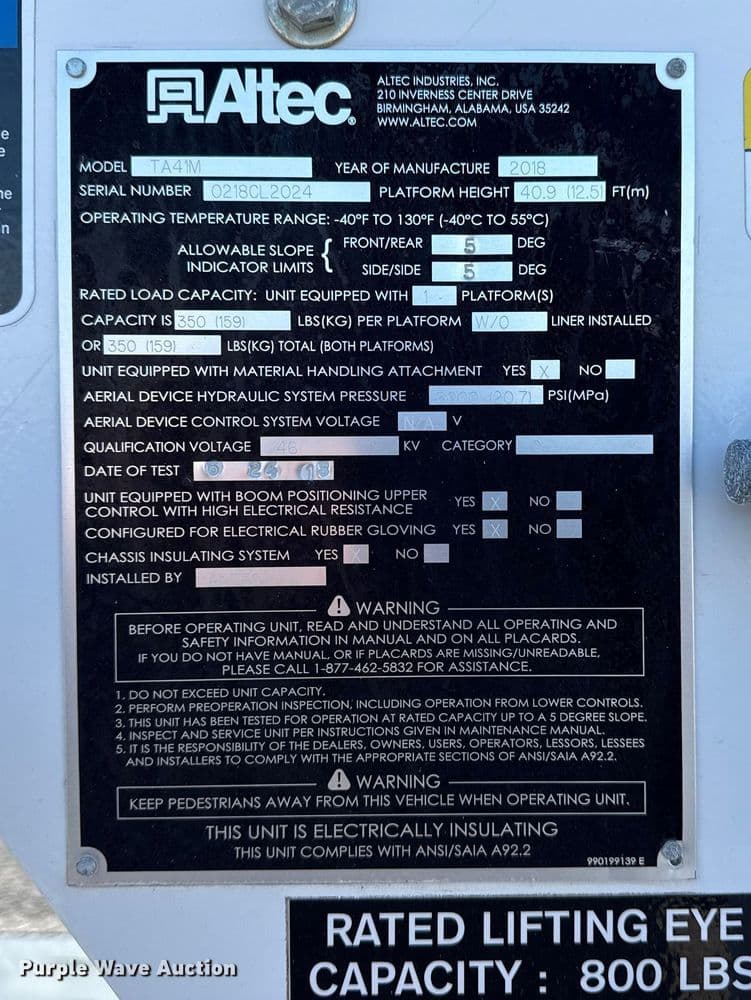 e
e
he
n
Altec
ALTEC INDUSTRIES, INC.
210 INVERNESS CENTER DRIVE
BIRMINGHAM, ALABAMA, USA 35242
WWW.ALTEC.COM
MODEL TA41M YEAR OF MANUFACTURE 2018
SERIAL NUMBER 0218CL2024 PLATFORM HEIGHT 40.9 (12.5) FT(m)
OPERATING TEMPERATURE RANGE: -40°F TO 130°F (-40°C TO 55°C)
ALLOWABLE SLOPE INDICATOR LIMITS { FRONT/REAR 5 DEG
SIDE/SIDE 5 DEG
RATED LOAD CAPACITY: UNIT EQUIPPED WITH 1 PLATFORM(S)
CAPACITY IS 350 (159) LBS(KG) PER PLATFORM W/O LINER INSTALLED
OR 350 (159) LBS(KG) TOTAL (BOTH PLATFORMS)
UNIT EQUIPPED WITH MATERIAL HANDLING ATTACHMENT YES X NO
AERIAL DEVICE HYDRAULIC SYSTEM PRESSURE PSI(MPa)
AERIAL DEVICE CONTROL SYSTEM VOLTAGE N/A V
QUALIFICATION VOLTAGE 46 KV CATEGORY
DATE OF TEST
UNIT EQUIPPED WITH BOOM POSITIONING UPPER
CONTROL WITH HIGH ELECTRICAL RESISTANCE YES X NO
CONFIGURED FOR ELECTRICAL RUBBER GLOVING YES X NO
CHASSIS INSULATING SYSTEM YES X NO
INSTALLED BY
WARNING
BEFORE OPERATING UNIT, READ AND UNDERSTAND ALL OPERATING AND
SAFETY INFORMATION IN MANUAL AND ON ALL PLACARDS.
IF YOU DO NOT HAVE MANUAL, OR IF PLACARDS ARE MISSING/UNREADABLE,
PLEASE CALL 1-877-462-5832 FOR ASSISTANCE.
1. DO NOT EXCEED UNIT CAPACITY.
2. PERFORM PREOPERATION INSPECTION, INCLUDING OPERATION FROM LOWER CONTROLS.
3. THIS UNIT HAS BEEN TESTED FOR OPERATION AT RATED CAPACITY UP TO A 5 DEGREE SLOPE.
4. INSPECT AND SERVICE UNIT PER INSTRUCTIONS GIVEN IN MAINTENANCE MANUAL.
5. IT IS THE RESPONSIBILITY OF THE DEALERS, OWNERS, USERS, OPERATORS, LESSORS, LESSEES
AND INSTALLERS TO COMPLY WITH THE APPROPRIATE SECTIONS OF ANSI/SAIA A92.2.
WARNING
KEEP PEDESTRIANS AWAY FROM THIS VEHICLE WHEN OPERATING UNIT.
THIS UNIT IS ELECTRICALLY INSULATING
THIS UNIT COMPLIES WITH ANSI/SAIA A92.2
990199139 E
RATED LIFTING EYE
CAPACITY : 800 LBS
Purple Wave Auction